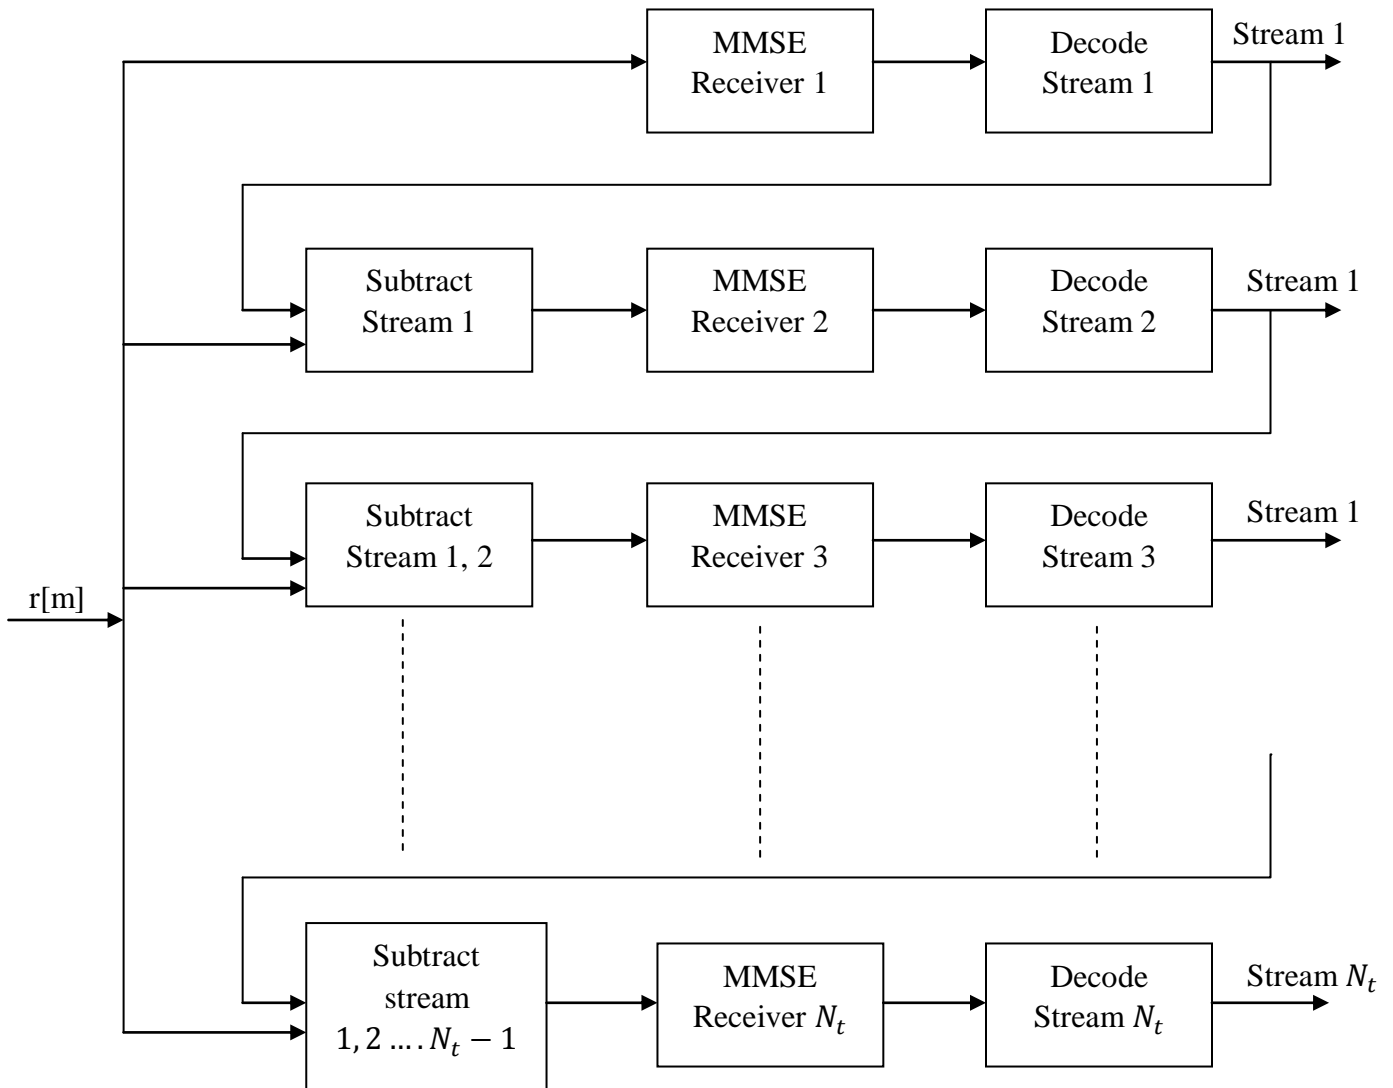 MMSE
Receiver 1
Decode
Stream 1
Stream 1
Subtract
Stream 1
MMSE
Receiver 2
Decode
Stream 2
Stream 1
Subtract
Stream 1, 2
MMSE
Receiver 3
Decode
Stream 3
Stream 1
r[m]
Subtract
stream
1, 2 … . N_t − 1
MMSE
Receiver N_t
Decode
Stream N_t
Stream N_t